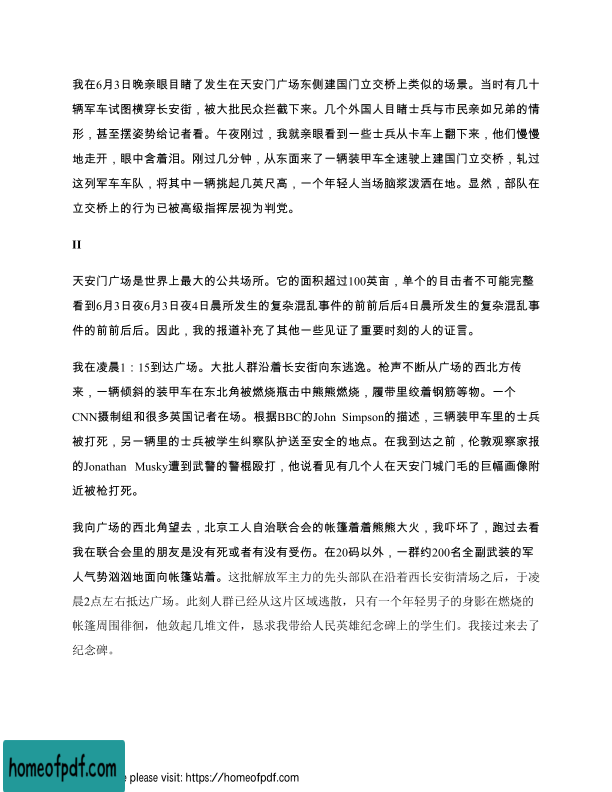 我在6月3日晚亲眼目睹了发生在天安门广场东侧建国门立交桥上类似的场景。当时有几十
辆军车试图横穿长安街，被大批民众拦截下来。几个外国人目睹士兵与市民亲如兄弟的情
形，甚至摆姿势给记者看。午夜刚过，我就亲眼看到一些士兵从卡车上翻下来，他们慢慢
地走开，眼中含着泪。刚过几分钟，从东面来了一辆装甲车全速驶上建国门立交桥，轧过
这列军车车队，将其中一辆挑起几英尺高，一个年轻人当场脑浆泼洒在地。显然，部队在
立交桥上的行为已被高级指挥层视为判党。
II
天安门广场是世界上最大的公共场所。它的面积超过100英亩，单个的目击者不可能完整
看到6月3日夜6月3日夜4日晨所发生的复杂混乱事件的前前后后4日晨所发生的复杂混乱事
件的前前后后。因此，我的报道补充了其他一些见证了重要时刻的人的证言。
我在凌晨1：15到达广场。大批人群沿着长安街向东逃逸。枪声不断从广场的西北方传
来，一辆倾斜的装甲车在东北角被燃烧瓶击中熊熊燃烧，履带里绞着钢筋等物。一个
CNN摄制组和很多英国记者在场。根据BBC的John Simpson的描述，三辆装甲车里的士兵
被打死，另一辆里的士兵被学生纠察队护送至安全的地点。在我到达之前，伦敦观察家报
的Jonathan Musky遭到武警的警棍殴打，他说看见有几个人在天安门城门毛的巨幅画像附
近被枪打死。
我向广场的西北角望去，北京工人自治联合会的帐篷着着熊熊大火，我吓坏了，跑过去看
我在联合会里的朋友是没有死或者有没有受伤。在20码以外，一群约200名全副武装的军
人气势汹汹地面向帐篷站着。这批解放军主力的先头部队在沿着西长安街清场之后，于凌
晨2点左右抵达广场。此刻人群已经从这片区域逃散，只有一个年轻男子的身影在燃烧的
帐篷周围徘徊，他敛起几堆文件，恳求我带给人民英雄纪念碑上的学生们。我接过来去了
纪念碑。
homeofpdf.com
e please visit: https://homeofpdf.com